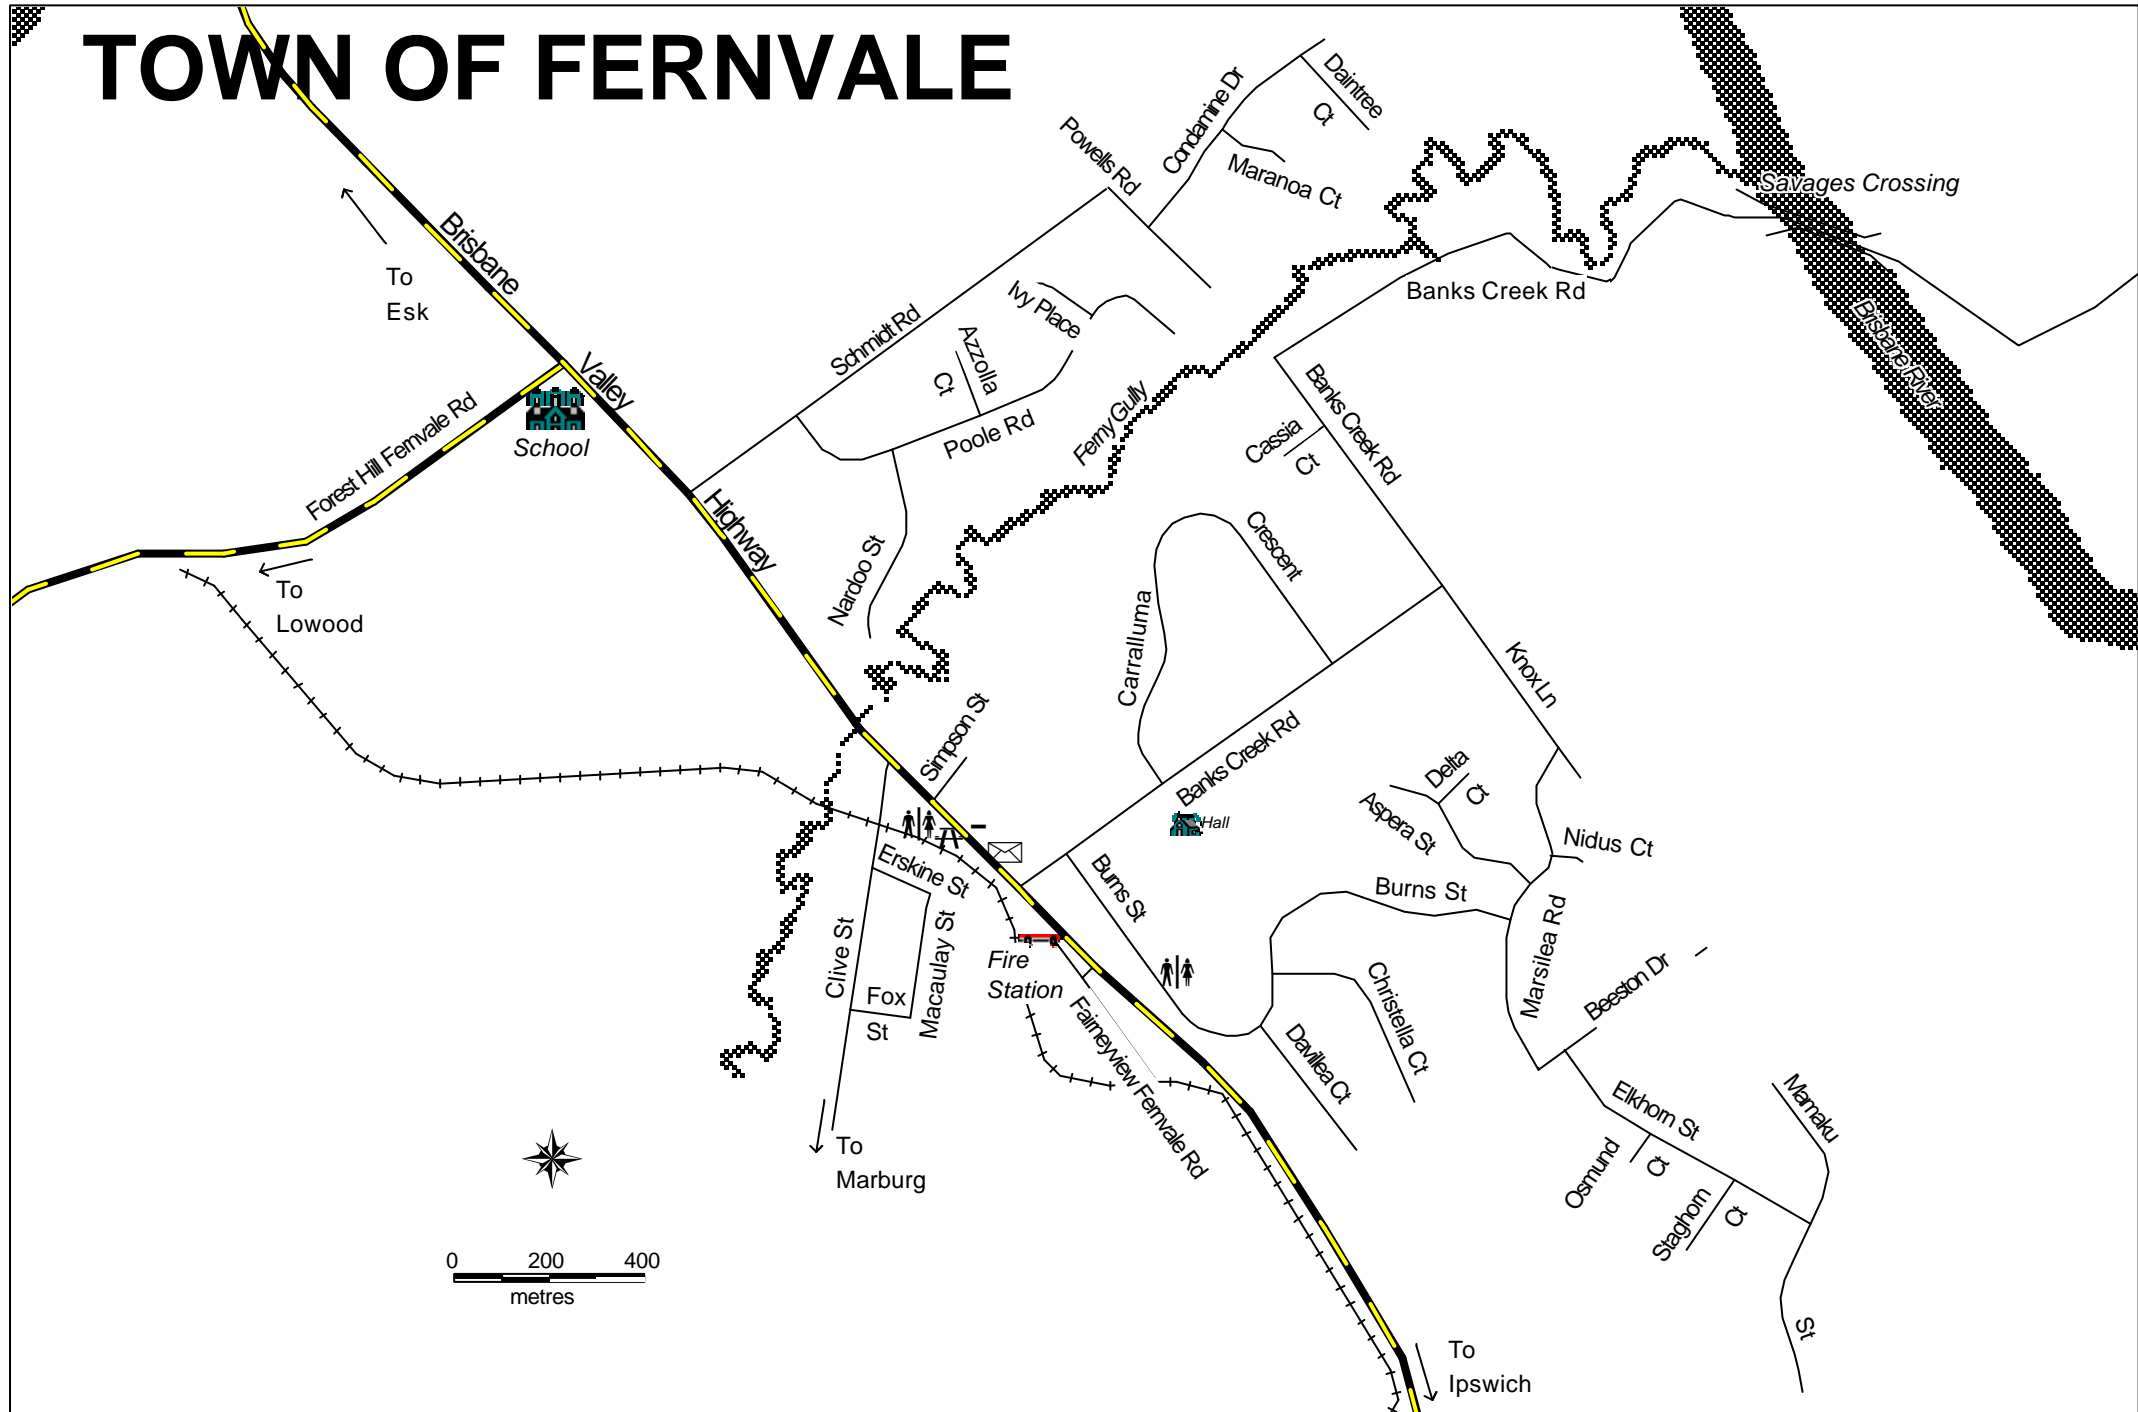 TOWN OF FERNVALE
Daintree
Ct
Condamine Dr
Powells Rd
Maranoa Ct
Savages Crossing
Brisbane
Valley
Highway
To
Esk
Ivy Place
Banks Creek Rd
Schmidt Rd
Azzolla
Ct
Brisbane River
Poole Rd
Ferny Gully
Banks Creek Rd
Cassia
Ct
Forest Hill Fernvale Rd
School
Crescent
Carralluma
Nardoo St
To
Lowood
Knox Ln
Simpson St
Banks Creek Rd
Hall
Delta
Ct
Aspera St
Nidus Ct
Erskine St
Burns St
Burns St
Clive St
Macaulay St
Fox
St
Fire
Station
Marsilea Rd
Beeston Dr
Christella Ct
Davillea Ct
Fairneyview Fernvale Rd
Elkhorn St
Mamaku
St
Osmund
Ct
Staghorn
Ct
To
Marburg
0 200 400
metres
To
Ipswich